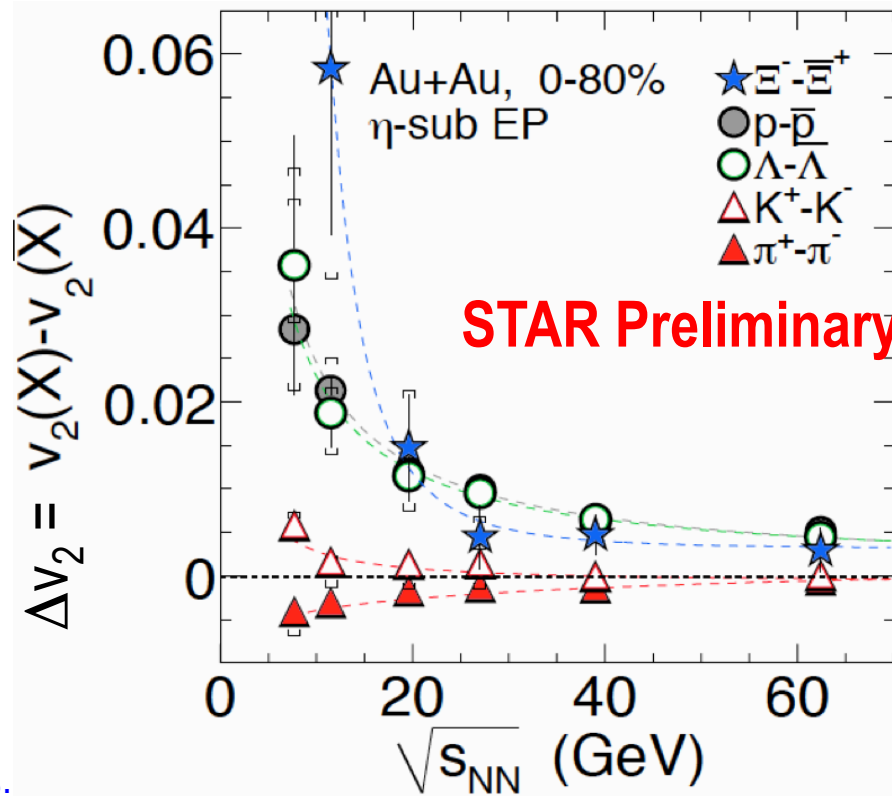 0.06
0.04
0.02
0
Δv₂ = v₂(X)-v₂(X̅)
Au+Au, 0-80%
η-sub EP
Ξ⁻-Ξ̅⁺
p-p̅
Λ-Λ̅
K⁺-K⁻
π⁺-π⁻
STAR Preliminary
0 20 40 60
√s_NN (GeV)